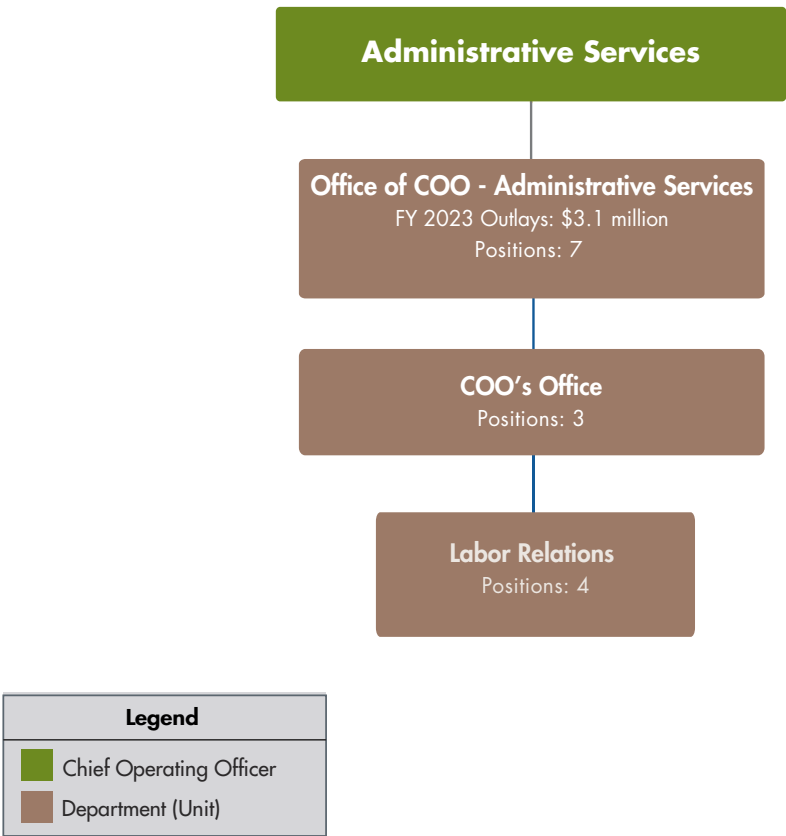 Administrative Services
Office of COO - Administrative Services
FY 2023 Outlays: $3.1 million
Positions: 7
COO’s Office
Positions: 3
Labor Relations
Positions: 4
Legend
Chief Operating Officer
Department (Unit)